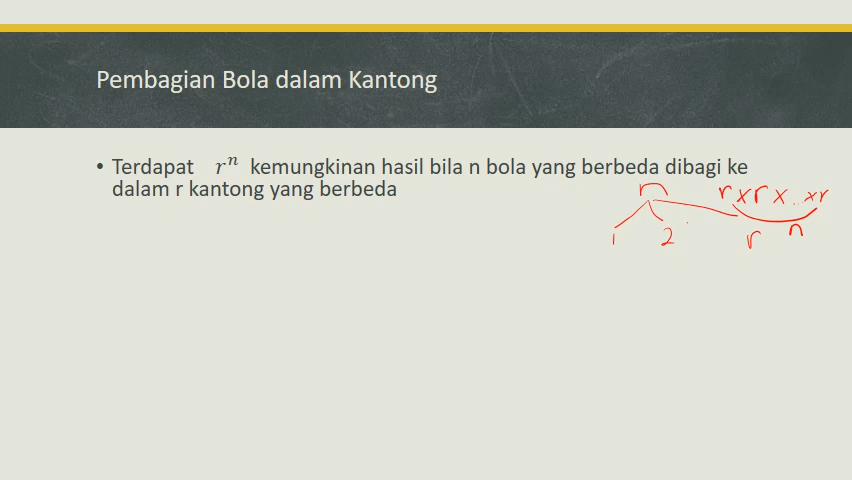 Pembagian Bola dalam Kantong
• Terdapat rⁿ kemungkinan hasil bila n bola yang berbeda dibagi ke
dalam r kantong yang berbeda
n r x r x ... x r
1 2 r n